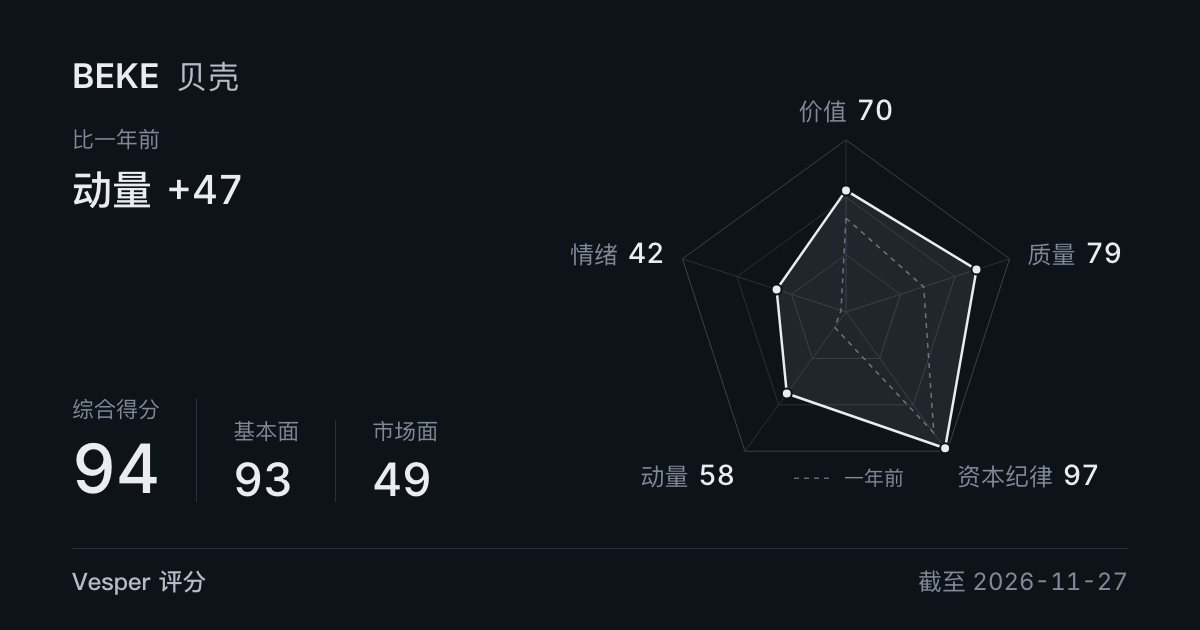 BEKE 贝壳
比一年前
动量 +47
价值 70
情绪 42
质量 79
动量 58
一年前
资本纪律 97
综合得分
94
基本面
93
市场面
49
Vesper 评分
截至 2026-11-27